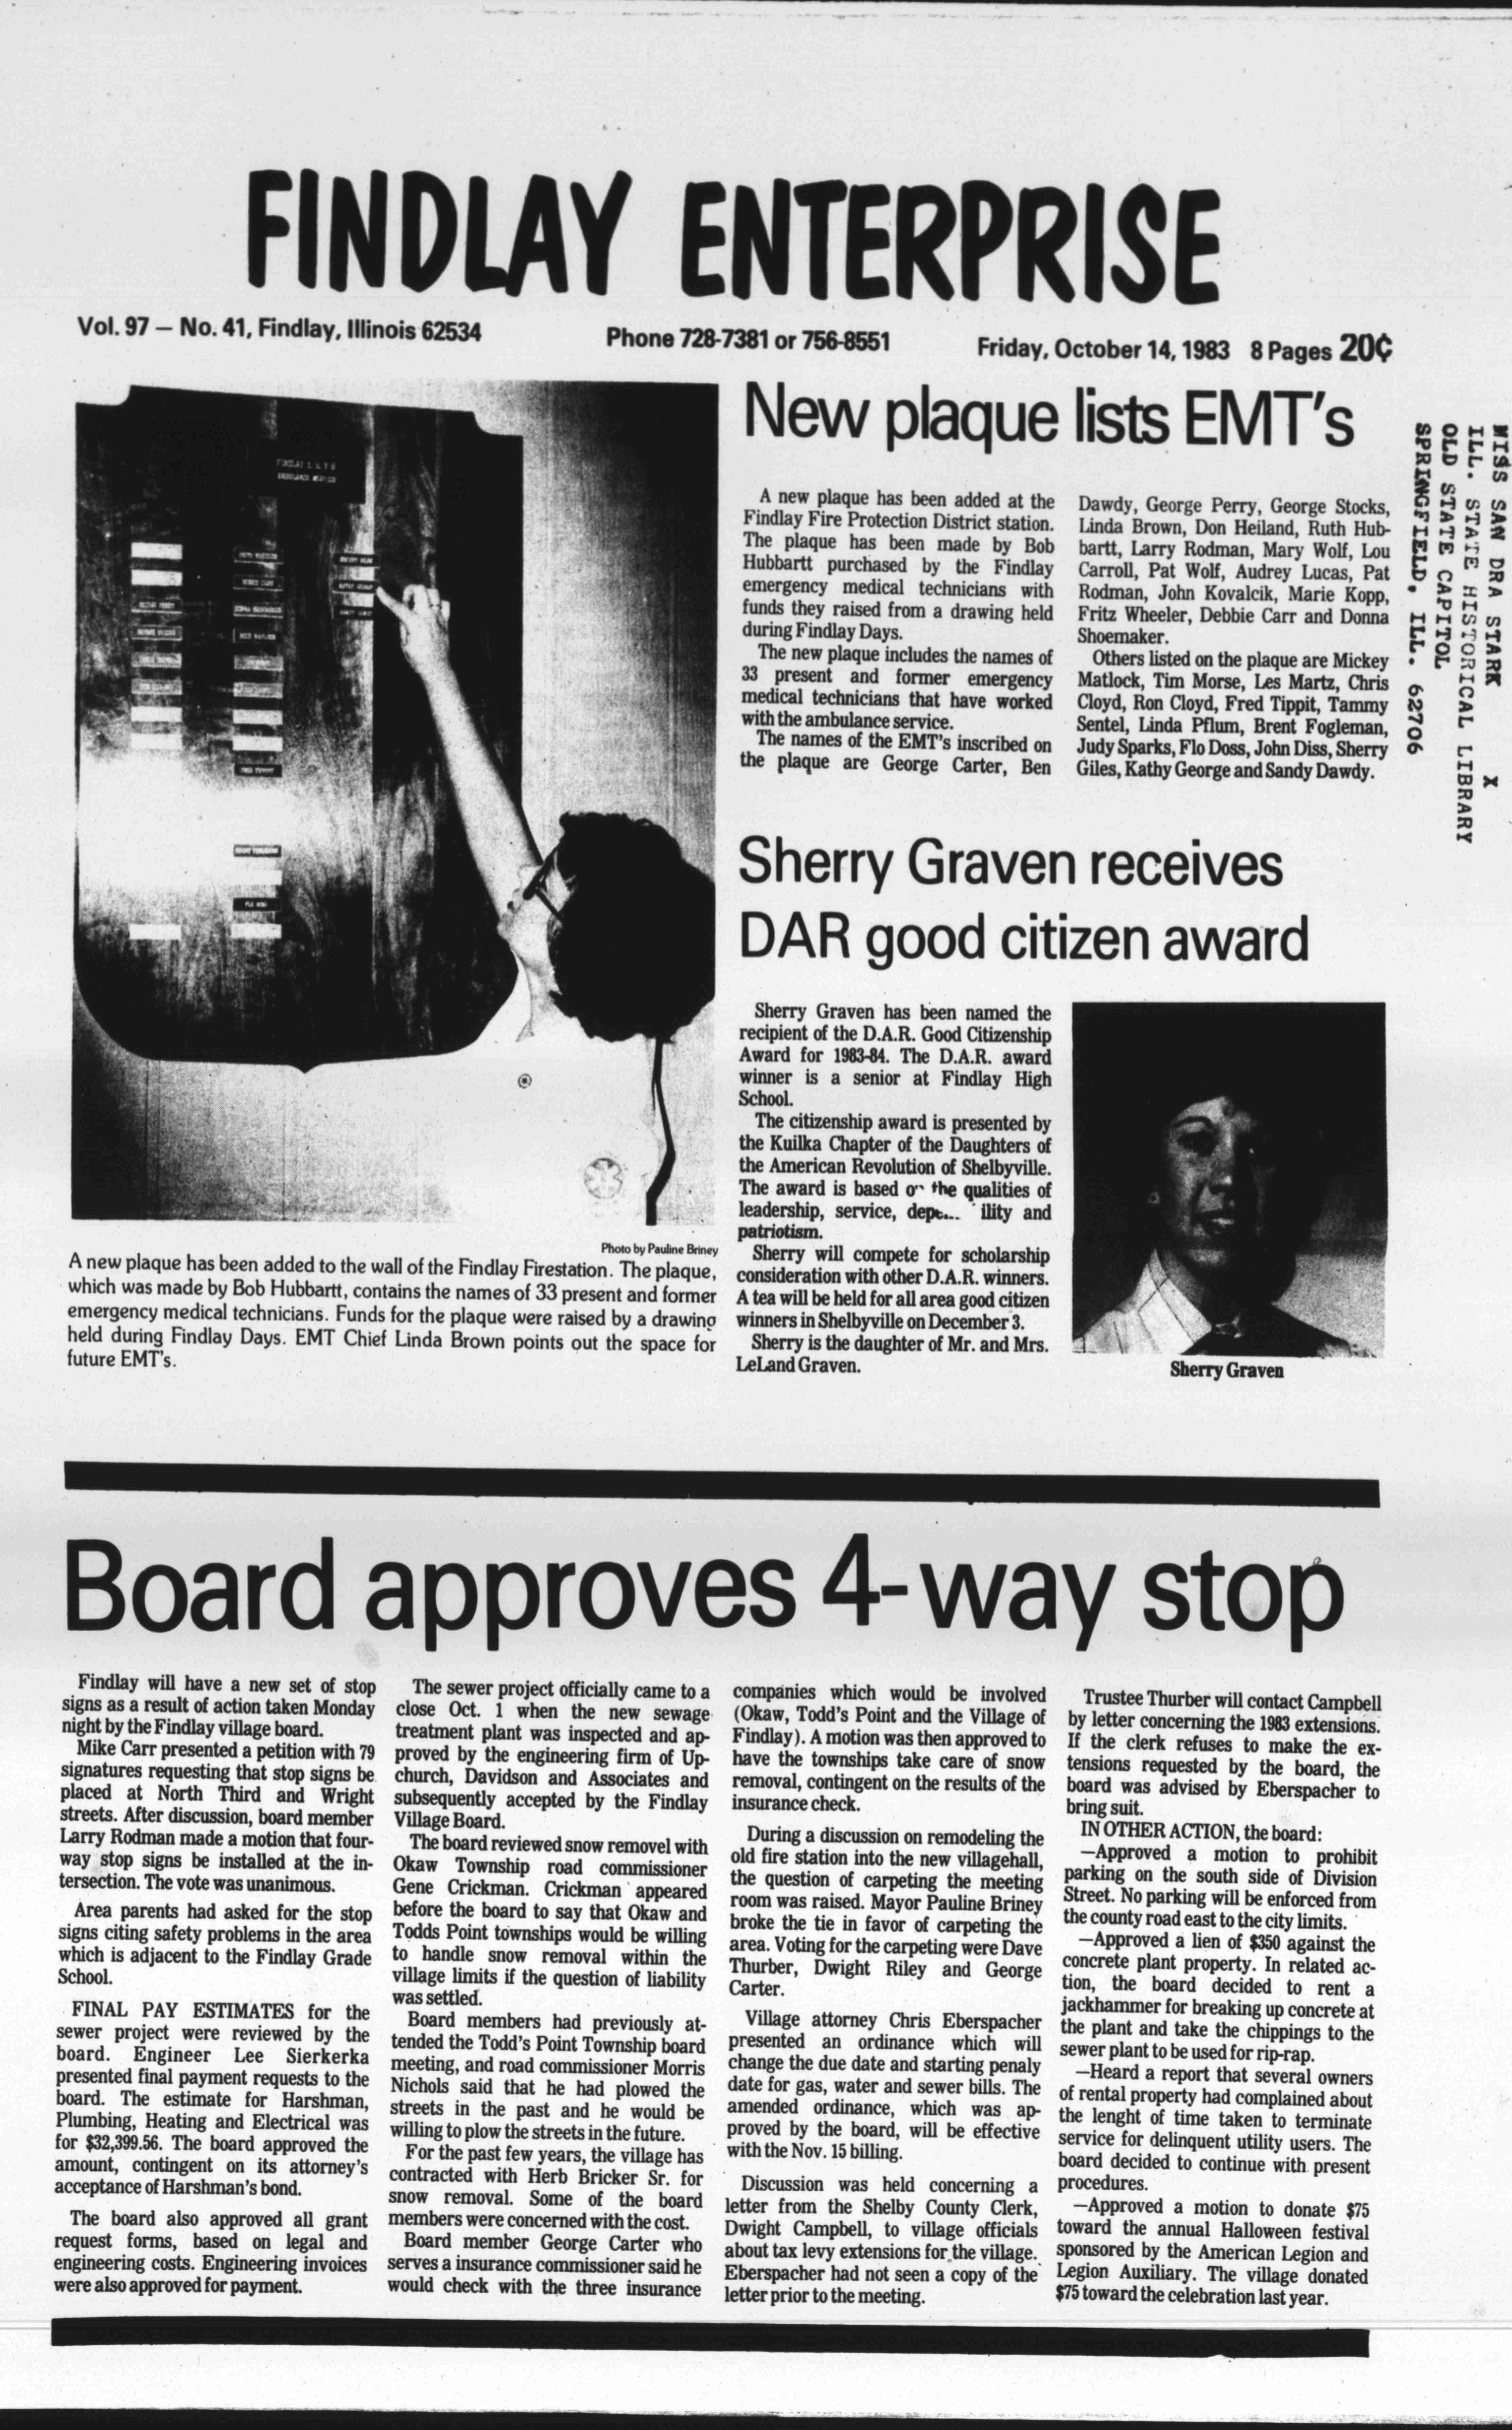 FINDLAY ENTERPRISE
Vol. 97 — No. 41, Findlay, Illinois 62534
Phone 728-7381 or 756-8551
Friday, October 14, 1983 8 Pages 20¢
MISS SAN DRA STARK X
ILL. STATE HISTORICAL LIBRARY
OLD STATE CAPITOL
SPRINGFIELD, ILL. 62706
Photo by Pauline Briney
A new plaque has been added to the wall of the Findlay Firestation. The plaque,
which was made by Bob Hubbartt, contains the names of 33 present and former
emergency medical technicians. Funds for the plaque were raised by a drawing
held during Findlay Days. EMT Chief Linda Brown points out the space for
future EMT's.
New plaque lists EMT's
A new plaque has been added at the
Findlay Fire Protection District station.
The plaque has been made by Bob
Hubbartt purchased by the Findlay
emergency medical technicians with
funds they raised from a drawing held
during Findlay Days.
The new plaque includes the names of
33 present and former emergency
medical technicians that have worked
with the ambulance service.
The names of the EMT's inscribed on
the plaque are George Carter, Ben
Dawdy, George Perry, George Stocks,
Linda Brown, Don Heiland, Ruth Hub-
bartt, Larry Rodman, Mary Wolf, Lou
Carroll, Pat Wolf, Audrey Lucas, Pat
Rodman, John Kovalcik, Marie Kopp,
Fritz Wheeler, Debbie Carr and Donna
Shoemaker.
Others listed on the plaque are Mickey
Matlock, Tim Morse, Les Martz, Chris
Cloyd, Ron Cloyd, Fred Tippit, Tammy
Sentel, Linda Pflum, Brent Fogleman,
Judy Sparks, Flo Doss, John Diss, Sherry
Giles, Kathy George and Sandy Dawdy.
Sherry Graven receives
DAR good citizen award
Sherry Graven has been named the
recipient of the D.A.R. Good Citizenship
Award for 1983-84. The D.A.R. award
winner is a senior at Findlay High
School.
The citizenship award is presented by
the Kuilka Chapter of the Daughters of
the American Revolution of Shelbyville.
The award is based the qualities of
leadership, service, and
patriotism.
Sherry will compete for scholarship
consideration with other D.A.R. winners.
A tea will be held for all area good citizen
winners in Shelbyville on December 3.
Sherry is the daughter of Mr. and Mrs.
LeLand Graven.
Sherry Graven
Board approves 4-way stop
Findlay will have a new set of stop
signs as a result of action taken Monday
night by the Findlay village board.
Mike Carr presented a petition with 79
signatures requesting that stop signs be
placed at North Third and Wright
streets. After discussion, board member
Larry Rodman made a motion that four-
way stop signs be installed at the in-
tersection. The vote was unanimous.
Area parents had asked for the stop
signs citing safety problems in the area
which is adjacent to the Findlay Grade
School.
FINAL PAY ESTIMATES for the
sewer project were reviewed by the
board. Engineer Lee Sierkerka
presented final payment requests to the
board. The estimate for Harshman,
Plumbing, Heating and Electrical was
for $32,399.56. The board approved the
amount, contingent on its attorney's
acceptance of Harshman's bond.
The board also approved all grant
request forms, based on legal and
engineering costs. Engineering invoices
were also approved for payment.
The sewer project officially came to a
close Oct. 1 when the new sewage
treatment plant was inspected and ap-
proved by the engineering firm of Up-
church, Davidson and Associates and
subsequently accepted by the Findlay
Village Board.
The board reviewed snow removel with
Okaw Township road commissioner
Gene Crickman. Crickman appeared
before the board to say that Okaw and
Todds Point townships would be willing
to handle snow removal within the
village limits if the question of liability
was settled.
Board members had previously at-
tended the Todd's Point Township board
meeting, and road commissioner Morris
Nichols said that he had plowed the
streets in the past and he would be
willing to plow the streets in the future.
For the past few years, the village has
contracted with Herb Bricker Sr. for
snow removal. Some of the board
members were concerned with the cost.
Board member George Carter who
serves a insurance commissioner said he
would check with the three insurance
companies which would be involved
(Okaw, Todd's Point and the Village of
Findlay). A motion was then approved to
have the townships take care of snow
removal, contingent on the results of the
insurance check.
During a discussion on remodeling the
old fire station into the new villagehall,
the question of carpeting the meeting
room was raised. Mayor Pauline Briney
broke the tie in favor of carpeting the
area. Voting for the carpeting were Dave
Thurber, Dwight Riley and George
Carter.
Village attorney Chris Eberspacher
presented an ordinance which will
change the due date and starting penaly
date for gas, water and sewer bills. The
amended ordinance, which was ap-
proved by the board, will be effective
with the Nov. 15 billing.
Discussion was held concerning a
letter from the Shelby County Clerk,
Dwight Campbell, to village officials
about tax levy extensions for the village.
Eberspacher had not seen a copy of the
letter prior to the meeting.
Trustee Thurber will contact Campbell
by letter concerning the 1983 extensions.
If the clerk refuses to make the ex-
tensions requested by the board, the
board was advised by Eberspacher to
bring suit.
IN OTHER ACTION, the board:
—Approved a motion to prohibit
parking on the south side of Division
Street. No parking will be enforced from
the county road east to the city limits.
—Approved a lien of $350 against the
concrete plant property. In related ac-
tion, the board decided to rent a
jackhammer for breaking up concrete at
the plant and take the chippings to the
sewer plant to be used for rip-rap.
—Heard a report that several owners
of rental property had complained about
the lenght of time taken to terminate
service for delinquent utility users. The
board decided to continue with present
procedures.
—Approved a motion to donate $75
toward the annual Halloween festival
sponsored by the American Legion and
Legion Auxiliary. The village donated
$75 toward the celebration last year.